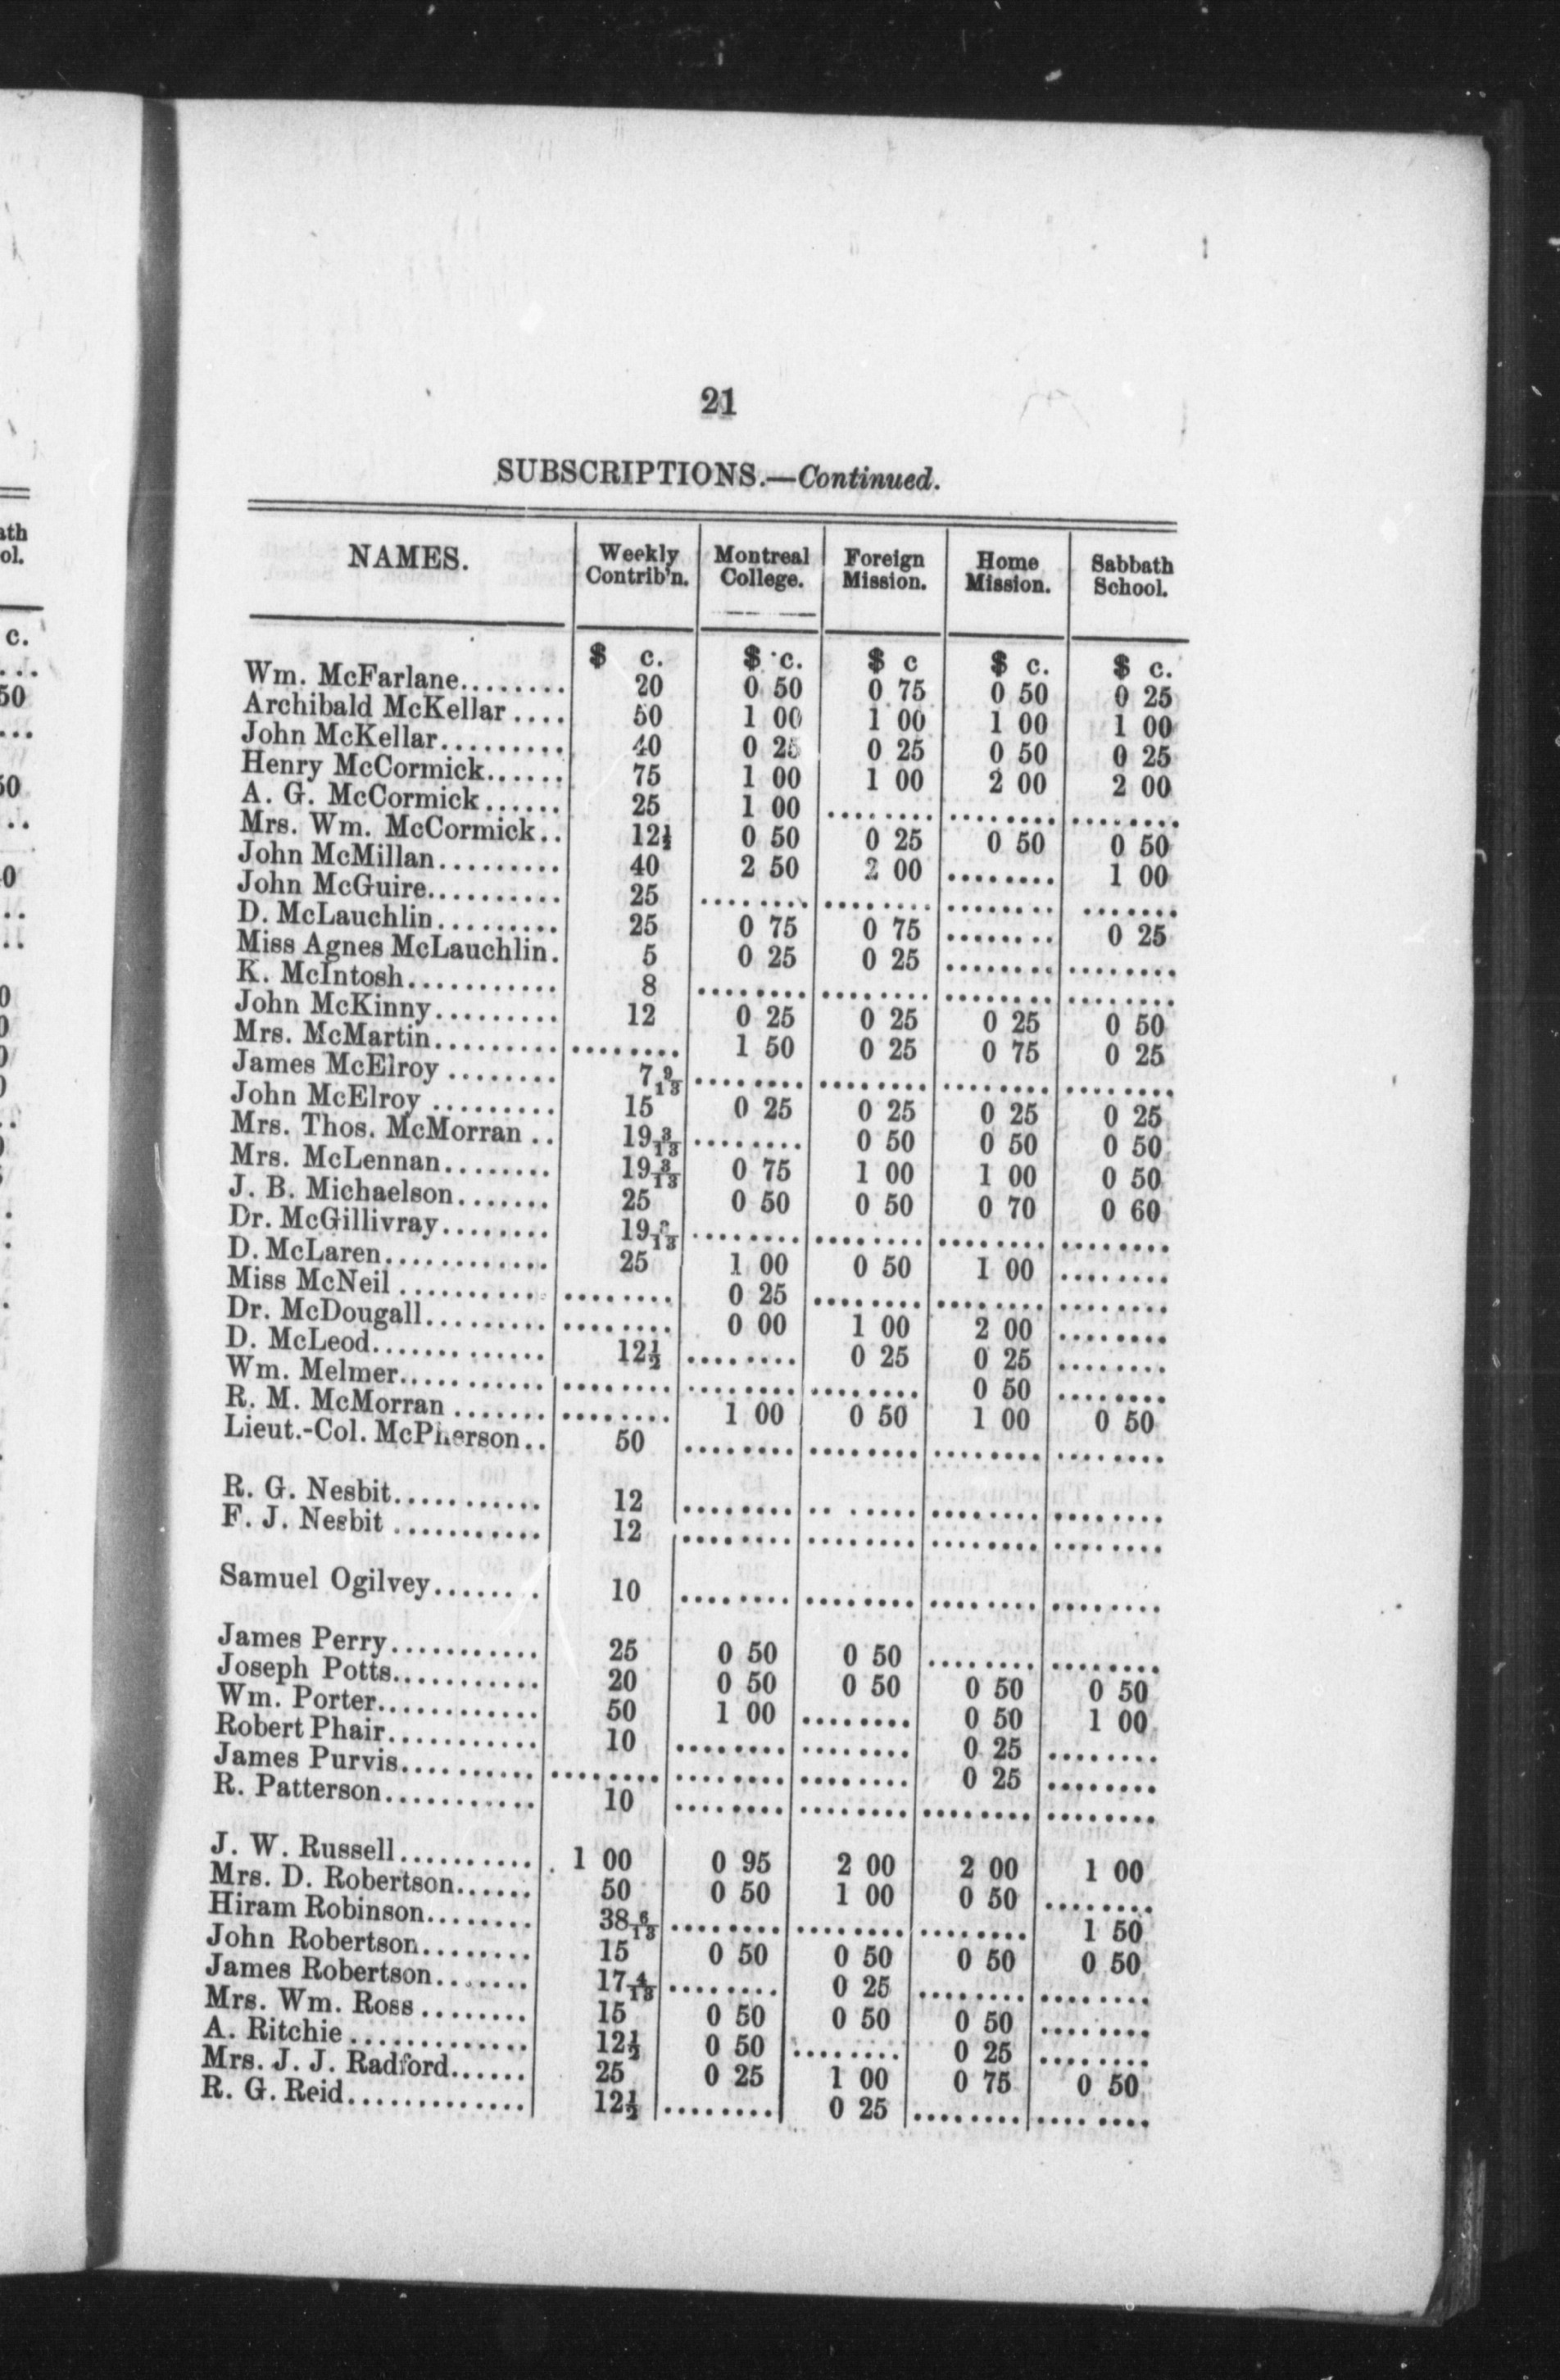 21
SUBSCRIPTIONS.—Continued.
NAMES. Weekly Contrib'n. Montreal College. Foreign Mission. Home Mission. Sabbath School.
$ c. $ c. $ c $ c. $ c.
Wm. McFarlane........ 20 0 50 0 75 0 50 0 25
Archibald McKellar.... 50 1 00 1 00 1 00 1 00
John McKellar......... 40 0 25 0 25 0 50 0 25
Henry McCormick...... 75 1 00 1 00 2 00 2 00
A. G. McCormick...... 25 1 00 ........ ........ ........
Mrs. Wm. McCormick.. 12½ 0 50 0 25 0 50 0 50
John McMillan......... 40 2 50 2 00 ........ 1 00
John McGuire.......... 25 ........ ........ ........ .......
D. McLauchlin......... 25 0 75 0 75 ........ 0 25
Miss Agnes McLauchlin. 5 0 25 0 25 ........ ........
K. McIntosh........... 8 ........ ........ ........ ........
John McKinny......... 12 0 25 0 25 0 25 0 50
Mrs. McMartin......... ........ 1 50 0 25 0 75 0 25
James McElroy ........ 7 9/13 ........ ........ ........ ........
John McElroy ......... 15 0 25 0 25 0 25 0 25
Mrs. Thos. McMorran .. 19 3/13 ........ 0 50 0 50 0 50
Mrs. McLennan........ 19 3/13 0 75 1 00 1 00 0 50
J. B. Michaelson....... 25 0 50 0 50 0 70 0 60
Dr. McGillivray........ 19 3/13 ........ ........ ........ ........
D. McLaren............ 25 1 00 0 50 1 00 ........
Miss McNeil ........... ........ 0 25 ........ ........ ........
Dr. McDougall......... ........ 0 00 1 00 2 00 ........
D. McLeod............. 12½ ........ 0 25 0 25 ........
Wm. Melmer........... ........ ........ ........ 0 50 ........
R. M. McMorran ....... ........ 1 00 0 50 1 00 0 50
Lieut.-Col. McPherson.. 50 ........ ........ ........ ........
R. G. Nesbit........... 12 ........ .. ..... ........ ........
F. J. Nesbit ........... 12 ........ ........ ........ ........
Samuel Ogilvey....... . 10 ........ ........ ........ ........
James Perry........... 25 0 50 0 50 ........ ........
Joseph Potts........... 20 0 50 0 50 0 50 0 50
Wm. Porter............ 50 1 00 ........ 0 50 1 00
Robert Phair........... 10 ........ ........ 0 25 ........
James Purvis.......... ........ ........ ........ 0 25 ........
R. Patterson........... 10 ........ ........ ........ ........
J. W. Russell.......... 1 00 0 95 2 00 2 00 1 00
Mrs. D. Robertson...... 50 0 50 1 00 0 50 ........
Hiram Robinson........ 38 6/13 ........ ........ ........ 1 50
John Robertson........ 15 0 50 0 50 0 50 0 50
James Robertson....... 17 4/13 ........ 0 25 ........ ........
Mrs. Wm. Ross ........ 15 0 50 0 50 0 50 ........
A. Ritchie ............. 12½ 0 50 ........ 0 25 ........
Mrs. J. J. Radford...... 25 0 25 1 00 0 75 0 50
R. G. Reid............. 12½ ........ 0 25 ........ .... ....